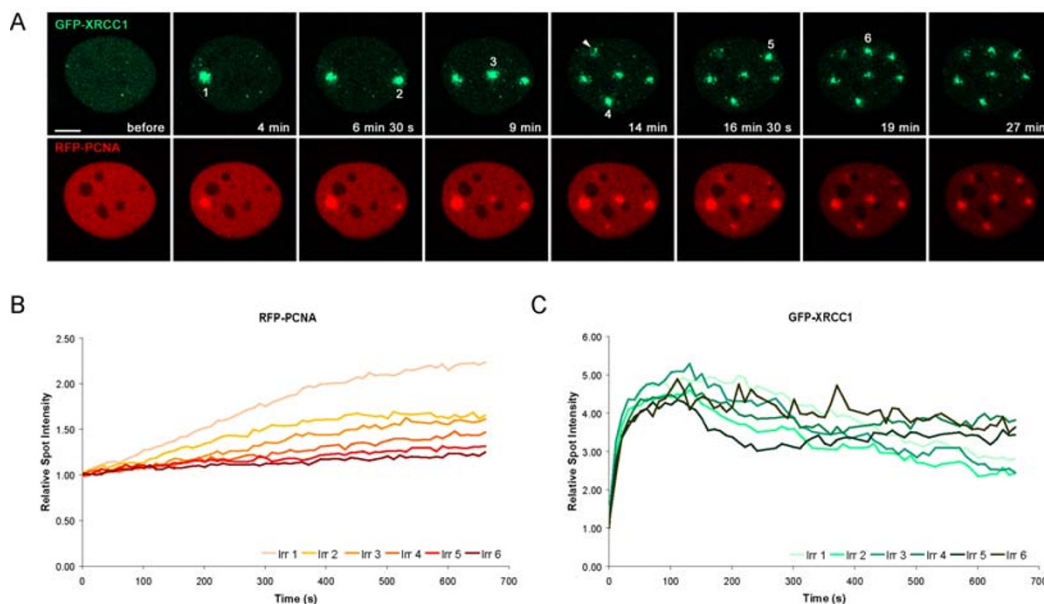 A
GFP-XRCC1
1
2
3
4
5
6
before
4 min
6 min 30 s
9 min
14 min
16 min 30 s
19 min
27 min
RFP-PCNA
B
RFP-PCNA
2.50
2.00
1.50
1.00
0.50
0.00
Relative Spot Intensity
0 100 200 300 400 500 600 700
Irr 1 Irr 2 Irr 3 Irr 4 Irr 5 Irr 6
Time (s)
C
GFP-XRCC1
6.00
5.00
4.00
3.00
2.00
1.00
0.00
Relative Spot Intensity
0 100 200 300 400 500 600 700
Irr 1 Irr 2 Irr 3 Irr 4 Irr 5 Irr 6
Time (s)